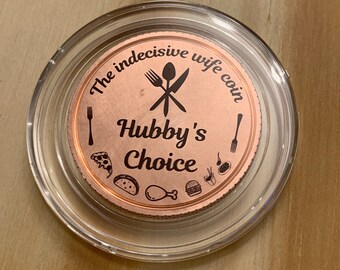 The indecisive wife coin
Hubby's
Choice